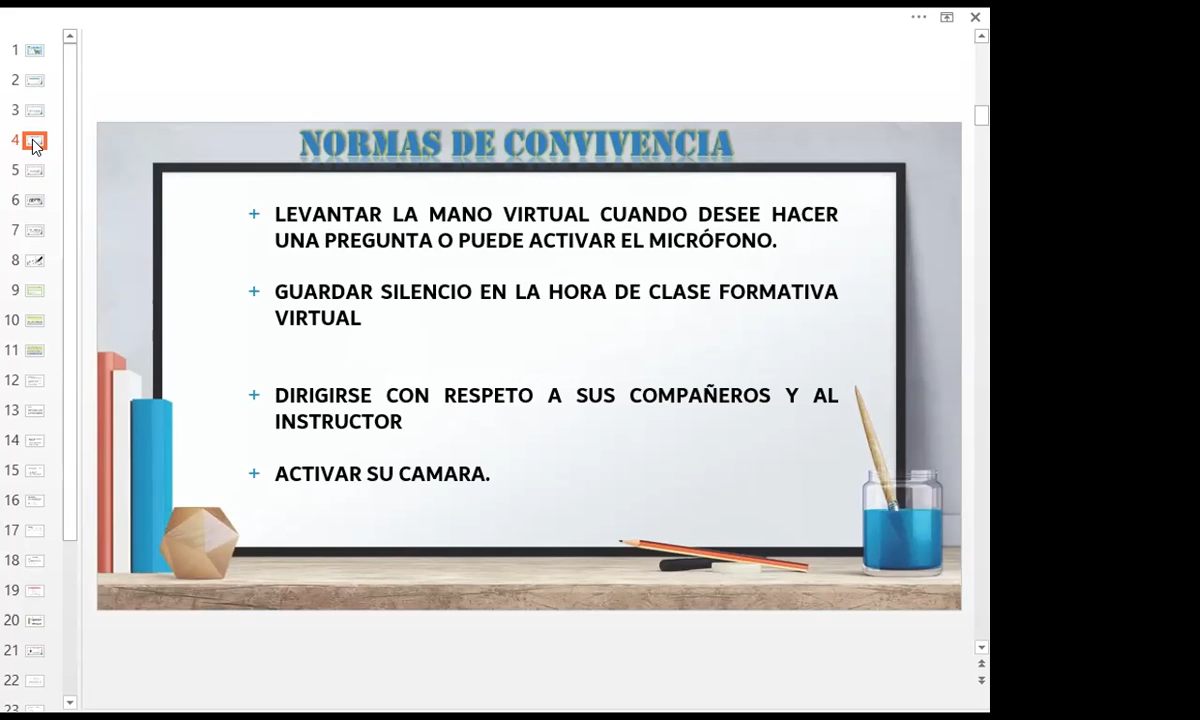 NORMAS DE CONVIVENCIA
+ LEVANTAR LA MANO VIRTUAL CUANDO DESEE HACER
UNA PREGUNTA O PUEDE ACTIVAR EL MICRÓFONO.
+ GUARDAR SILENCIO EN LA HORA DE CLASE FORMATIVA
VIRTUAL
+ DIRIGIRSE CON RESPETO A SUS COMPAÑEROS Y AL
INSTRUCTOR
+ ACTIVAR SU CAMARA.
1
2
3
4
5
6
7
8
9
10
11
12
13
14
15
16
17
18
19
20
21
22
23